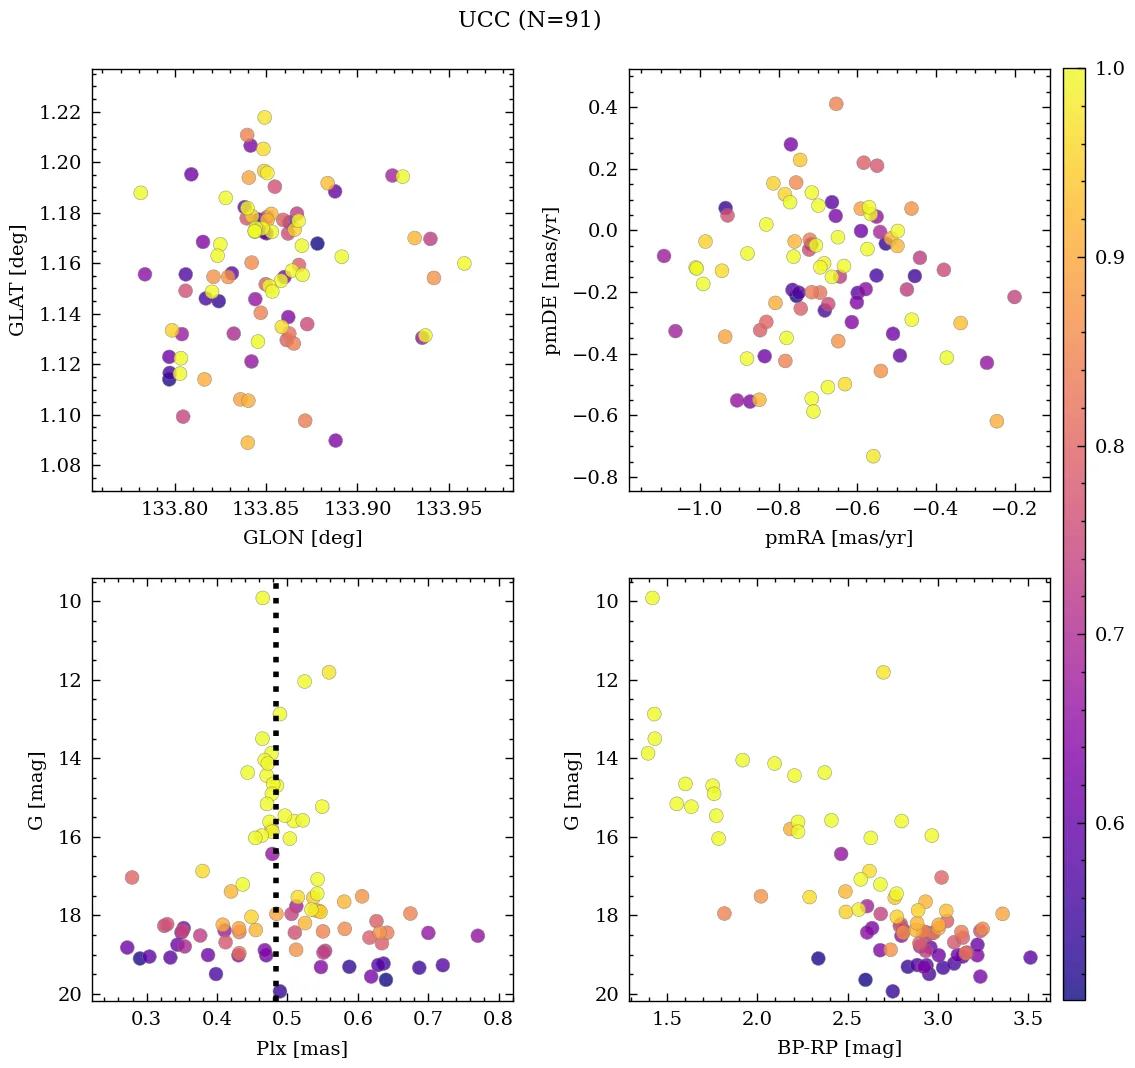 UCC (N=91)
1.22
1.20
1.18
1.16
1.14
1.12
1.10
1.08
GLAT [deg]
133.80 133.85 133.90 133.95
GLON [deg]
0.4
0.2
0.0
−0.2
−0.4
−0.6
−0.8
pmDE [mas/yr]
−1.0 −0.8 −0.6 −0.4 −0.2
pmRA [mas/yr]
1.0
0.9
0.8
0.7
0.6
10
12
14
16
18
20
G [mag]
0.3 0.4 0.5 0.6 0.7 0.8
Plx [mas]
10
12
14
16
18
20
G [mag]
1.5 2.0 2.5 3.0 3.5
BP-RP [mag]